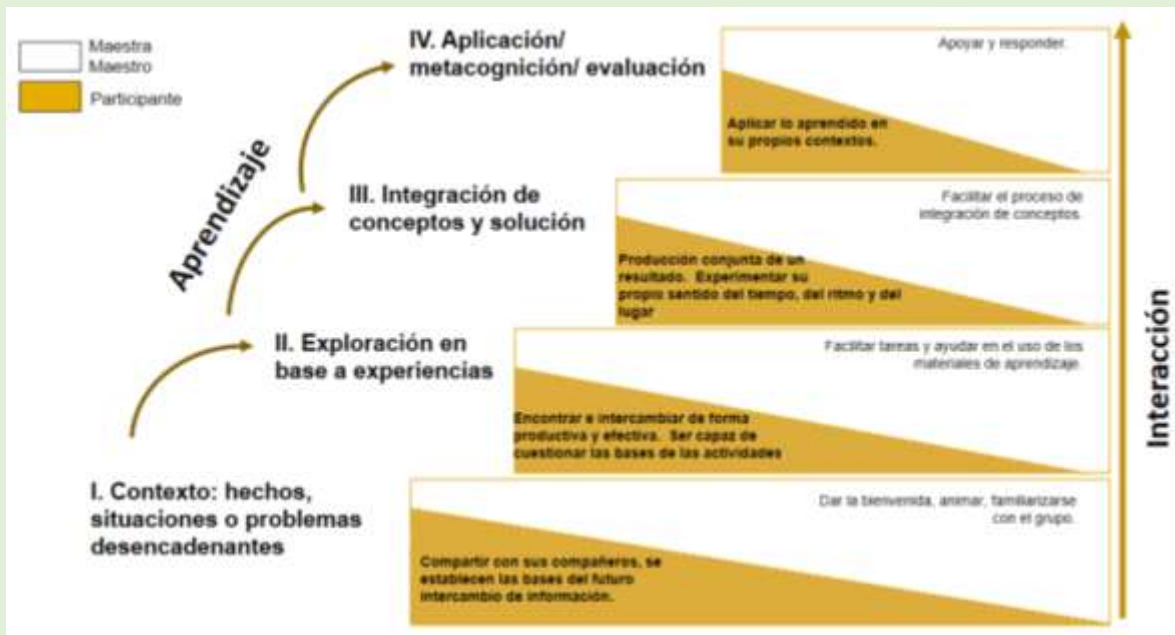 Maestra
Maestro
Participante
Aprendizaje
IV. Aplicación/
metacognición/ evaluación
Apoyar y responder.
Aplicar lo aprendido en
su propios contextos.
III. Integración de
conceptos y solución
Facilitar el proceso de
integración de conceptos.
Producción conjunta de un
resultado. Experimentar su
propio sentido del tiempo, del ritmo y del
lugar
II. Exploración en
base a experiencias
Facilitar tareas y ayudar en el uso de los
materiales de aprendizaje.
Encontrar e intercambiar de forma
productiva y efectiva. Ser capaz de
cuestionar las bases de las actividades
I. Contexto: hechos,
situaciones o problemas
desencadenantes
Dar la bienvenida, animar, familiarizarse
con el grupo.
Compartir con sus compañeros, se
establecen las bases del futuro
intercambio de información.
Interacción